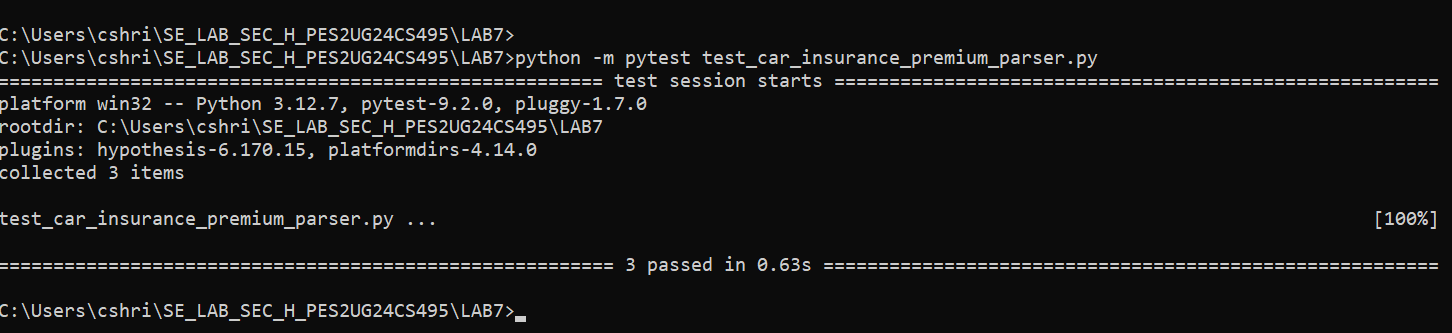 C:\Users\cshri\SE_LAB_SEC_H_PES2UG24CS495\LAB7>
C:\Users\cshri\SE_LAB_SEC_H_PES2UG24CS495\LAB7>python -m pytest test_car_insurance_premium_parser.py
======================================================= test session starts =======================================================
platform win32 -- Python 3.12.7, pytest-9.2.0, pluggy-1.7.0
rootdir: C:\Users\cshri\SE_LAB_SEC_H_PES2UG24CS495\LAB7
plugins: hypothesis-6.170.15, platformdirs-4.14.0
collected 3 items
test_car_insurance_premium_parser.py ... [100%]
======================================================== 3 passed in 0.63s ========================================================
C:\Users\cshri\SE_LAB_SEC_H_PES2UG24CS495\LAB7>